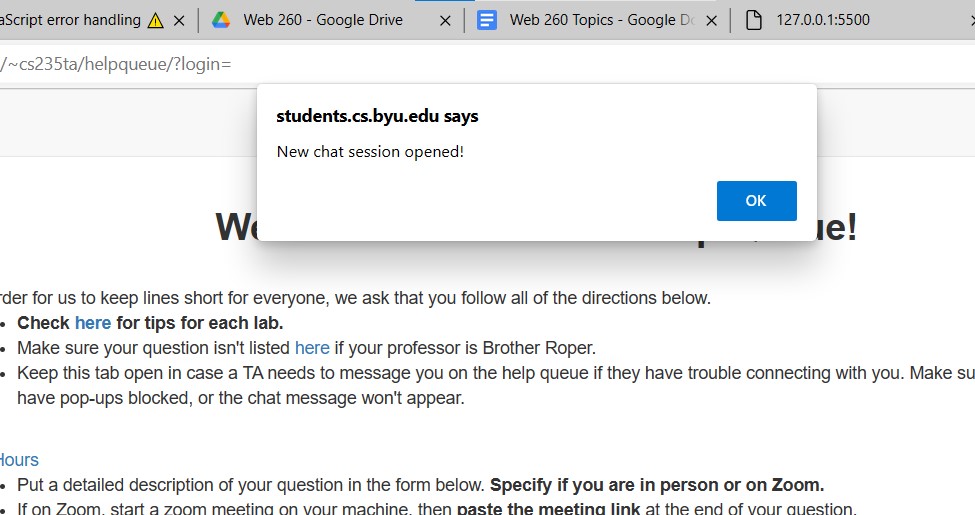 aScript error handling
Web 260 - Google Drive
Web 260 Topics - Google Do
127.0.0.1:5500
/~cs235ta/helpqueue/?login=
students.cs.byu.edu says
New chat session opened!
OK
We ue!
rder for us to keep lines short for everyone, we ask that you follow all of the directions below.
• Check here for tips for each lab.
• Make sure your question isn't listed here if your professor is Brother Roper.
• Keep this tab open in case a TA needs to message you on the help queue if they have trouble connecting with you. Make su
have pop-ups blocked, or the chat message won't appear.
Hours
• Put a detailed description of your question in the form below. Specify if you are in person or on Zoom.
• If on Zoom, start a zoom meeting on your machine, then paste the meeting link at the end of your question.